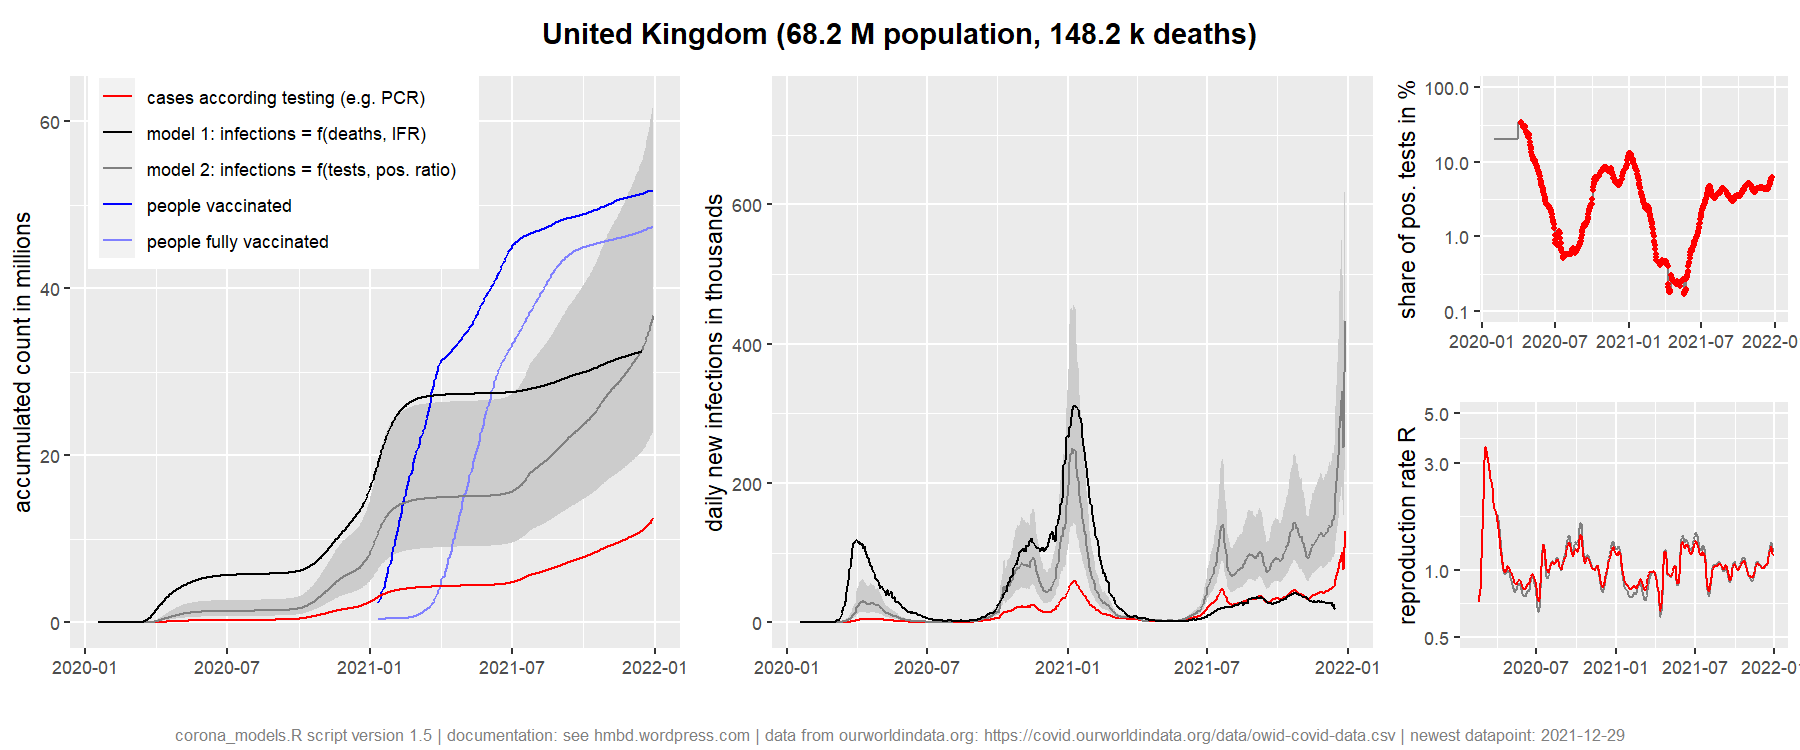 United Kingdom (68.2 M population, 148.2 k deaths)
accumulated count in millions
60
40
20
0
cases according testing (e.g. PCR)
model 1: infections = f(deaths, IFR)
model 2: infections = f(tests, pos. ratio)
people vaccinated
people fully vaccinated
2020-01 2020-07 2021-01 2021-07 2022-01
daily new infections in thousands
600
400
200
0
2020-01 2020-07 2021-01 2021-07 2022-01
share of pos. tests in %
100.0
10.0
1.0
0.1
2020-01 2020-07 2021-01 2021-07 2022-0
reproduction rate R
5.0
3.0
1.0
0.5
2020-07 2021-01 2021-07 2022-0
corona_models.R script version 1.5 | documentation: see hmbd.wordpress.com | data from ourworldindata.org: https://covid.ourworldindata.org/data/owid-covid-data.csv | newest datapoint: 2021-12-29